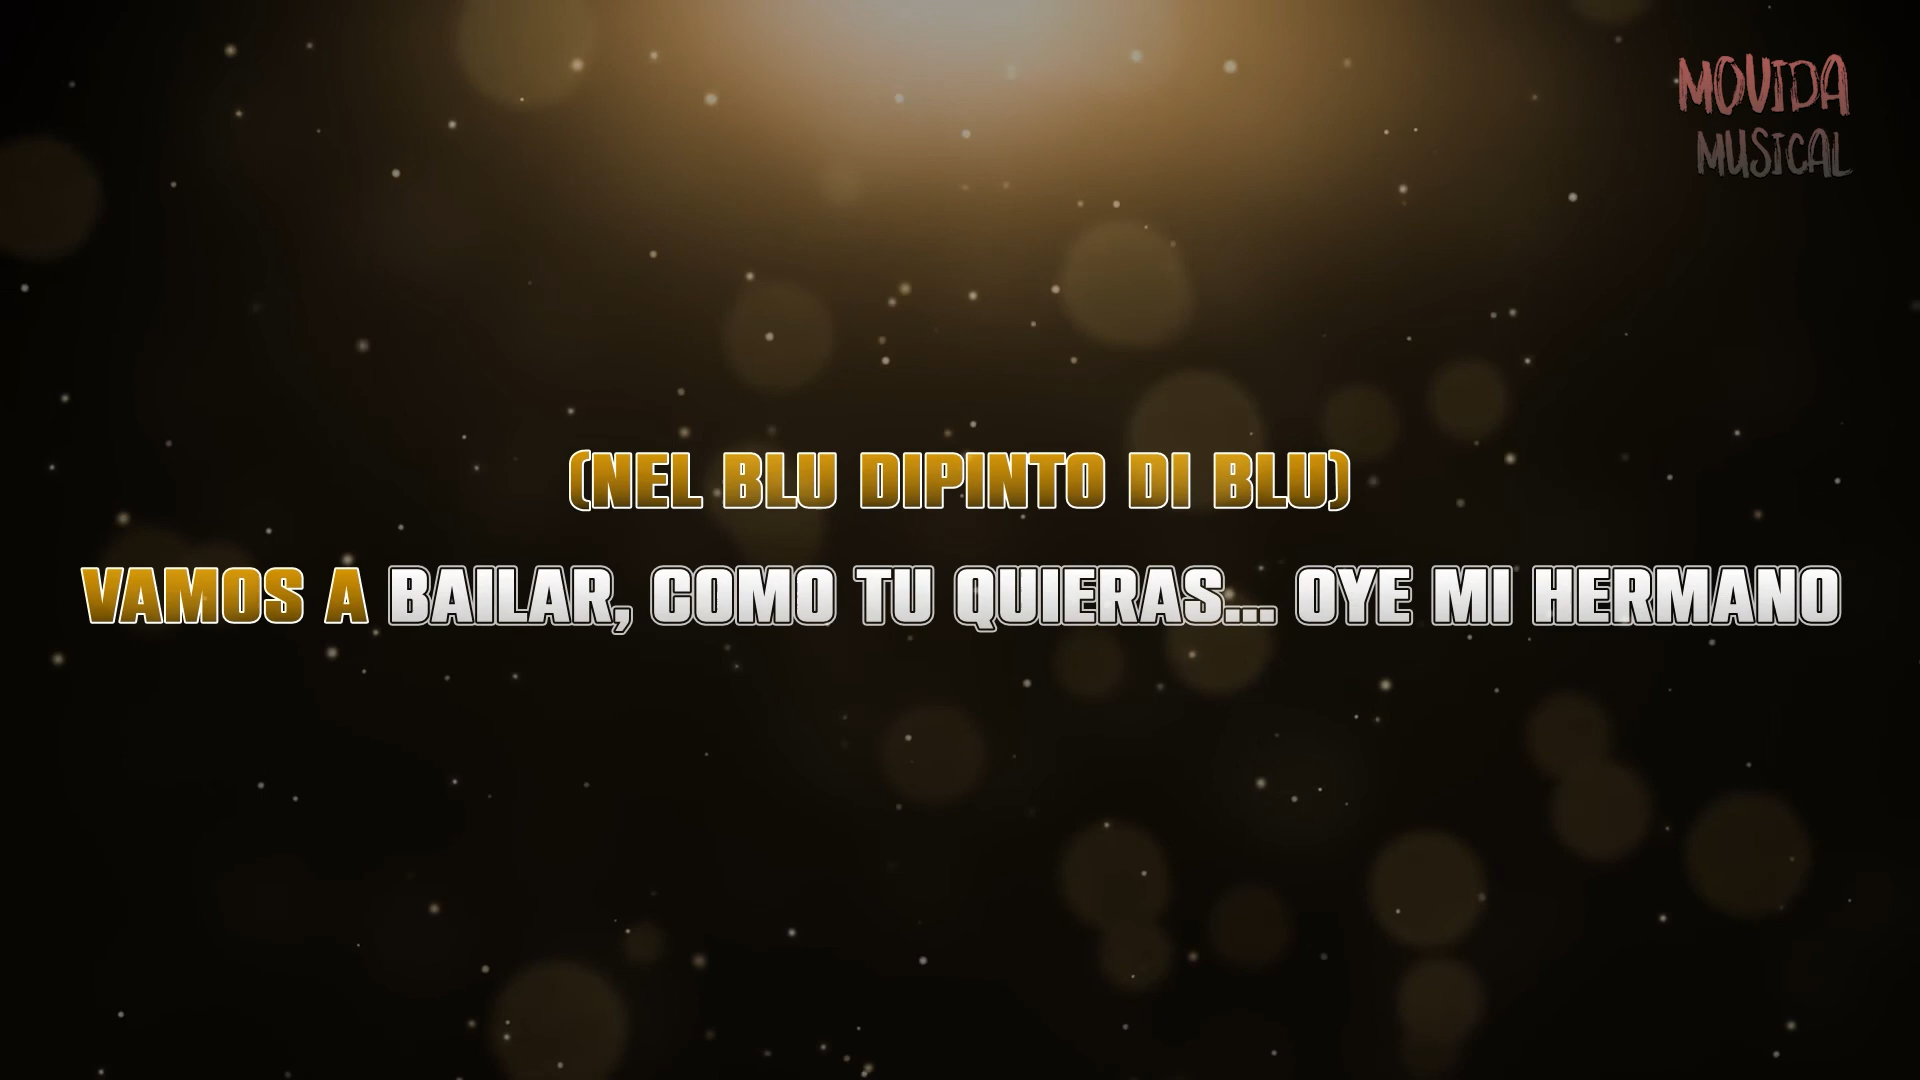 MOVIDA
MUSICAL
(NEL BLU DIPINTO DI BLU)
VAMOS A BAILAR, COMO TU QUIERAS... OYE MI HERMANO